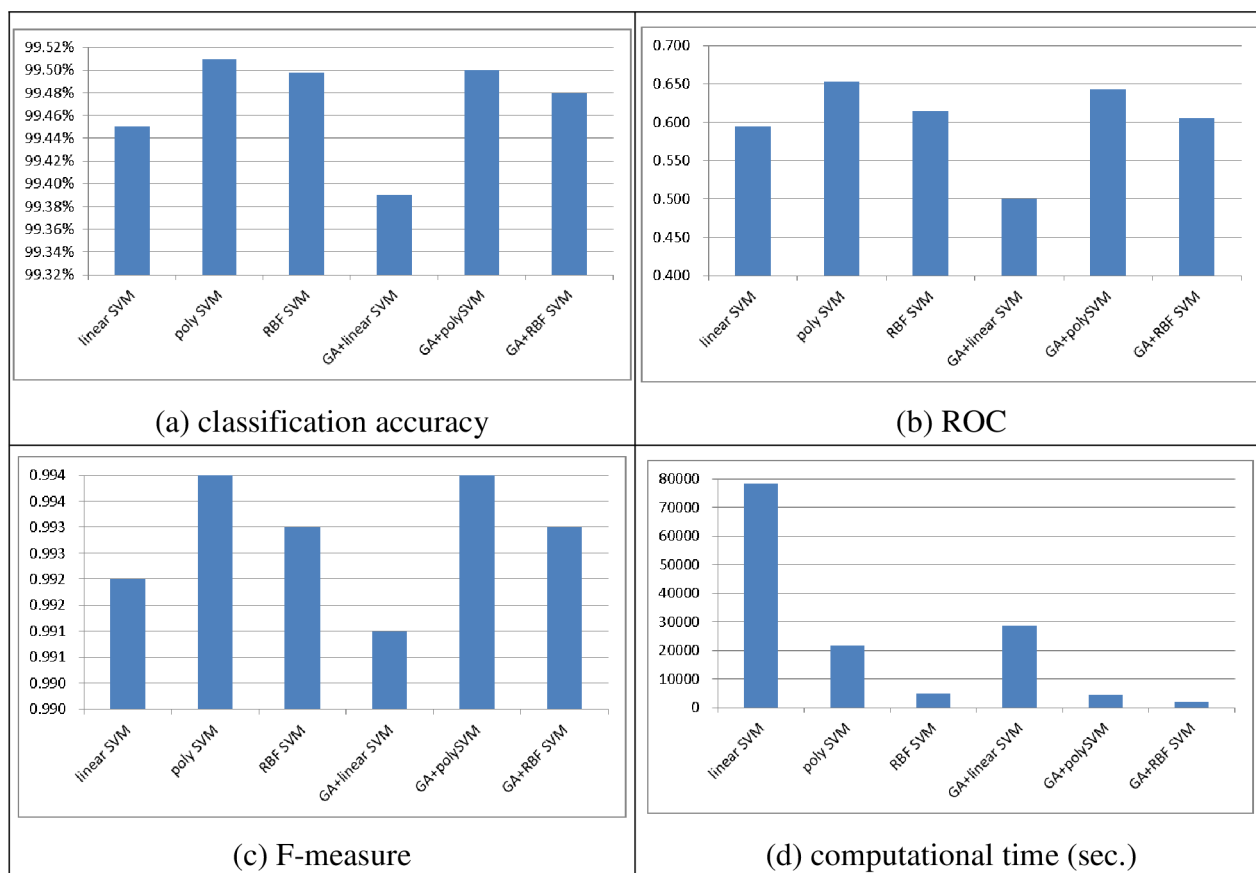 99.52%
99.50%
99.48%
99.46%
99.44%
99.42%
99.40%
99.38%
99.36%
99.34%
99.32%
linear SVM
poly SVM
RBF SVM
GA+linear SVM
GA+polySVM
GA+RBF SVM
(a) classification accuracy
0.700
0.650
0.600
0.550
0.500
0.450
0.400
linear SVM
poly SVM
RBF SVM
GA+linear SVM
GA+polySVM
GA+RBF SVM
(b) ROC
0.994
0.994
0.993
0.993
0.992
0.992
0.991
0.991
0.990
0.990
linear SVM
poly SVM
RBF SVM
GA+linear SVM
GA+polySVM
GA+RBF SVM
(c) F-measure
80000
70000
60000
50000
40000
30000
20000
10000
0
linear SVM
poly SVM
RBF SVM
GA+linear SVM
GA+polySVM
GA+RBF SVM
(d) computational time (sec.)